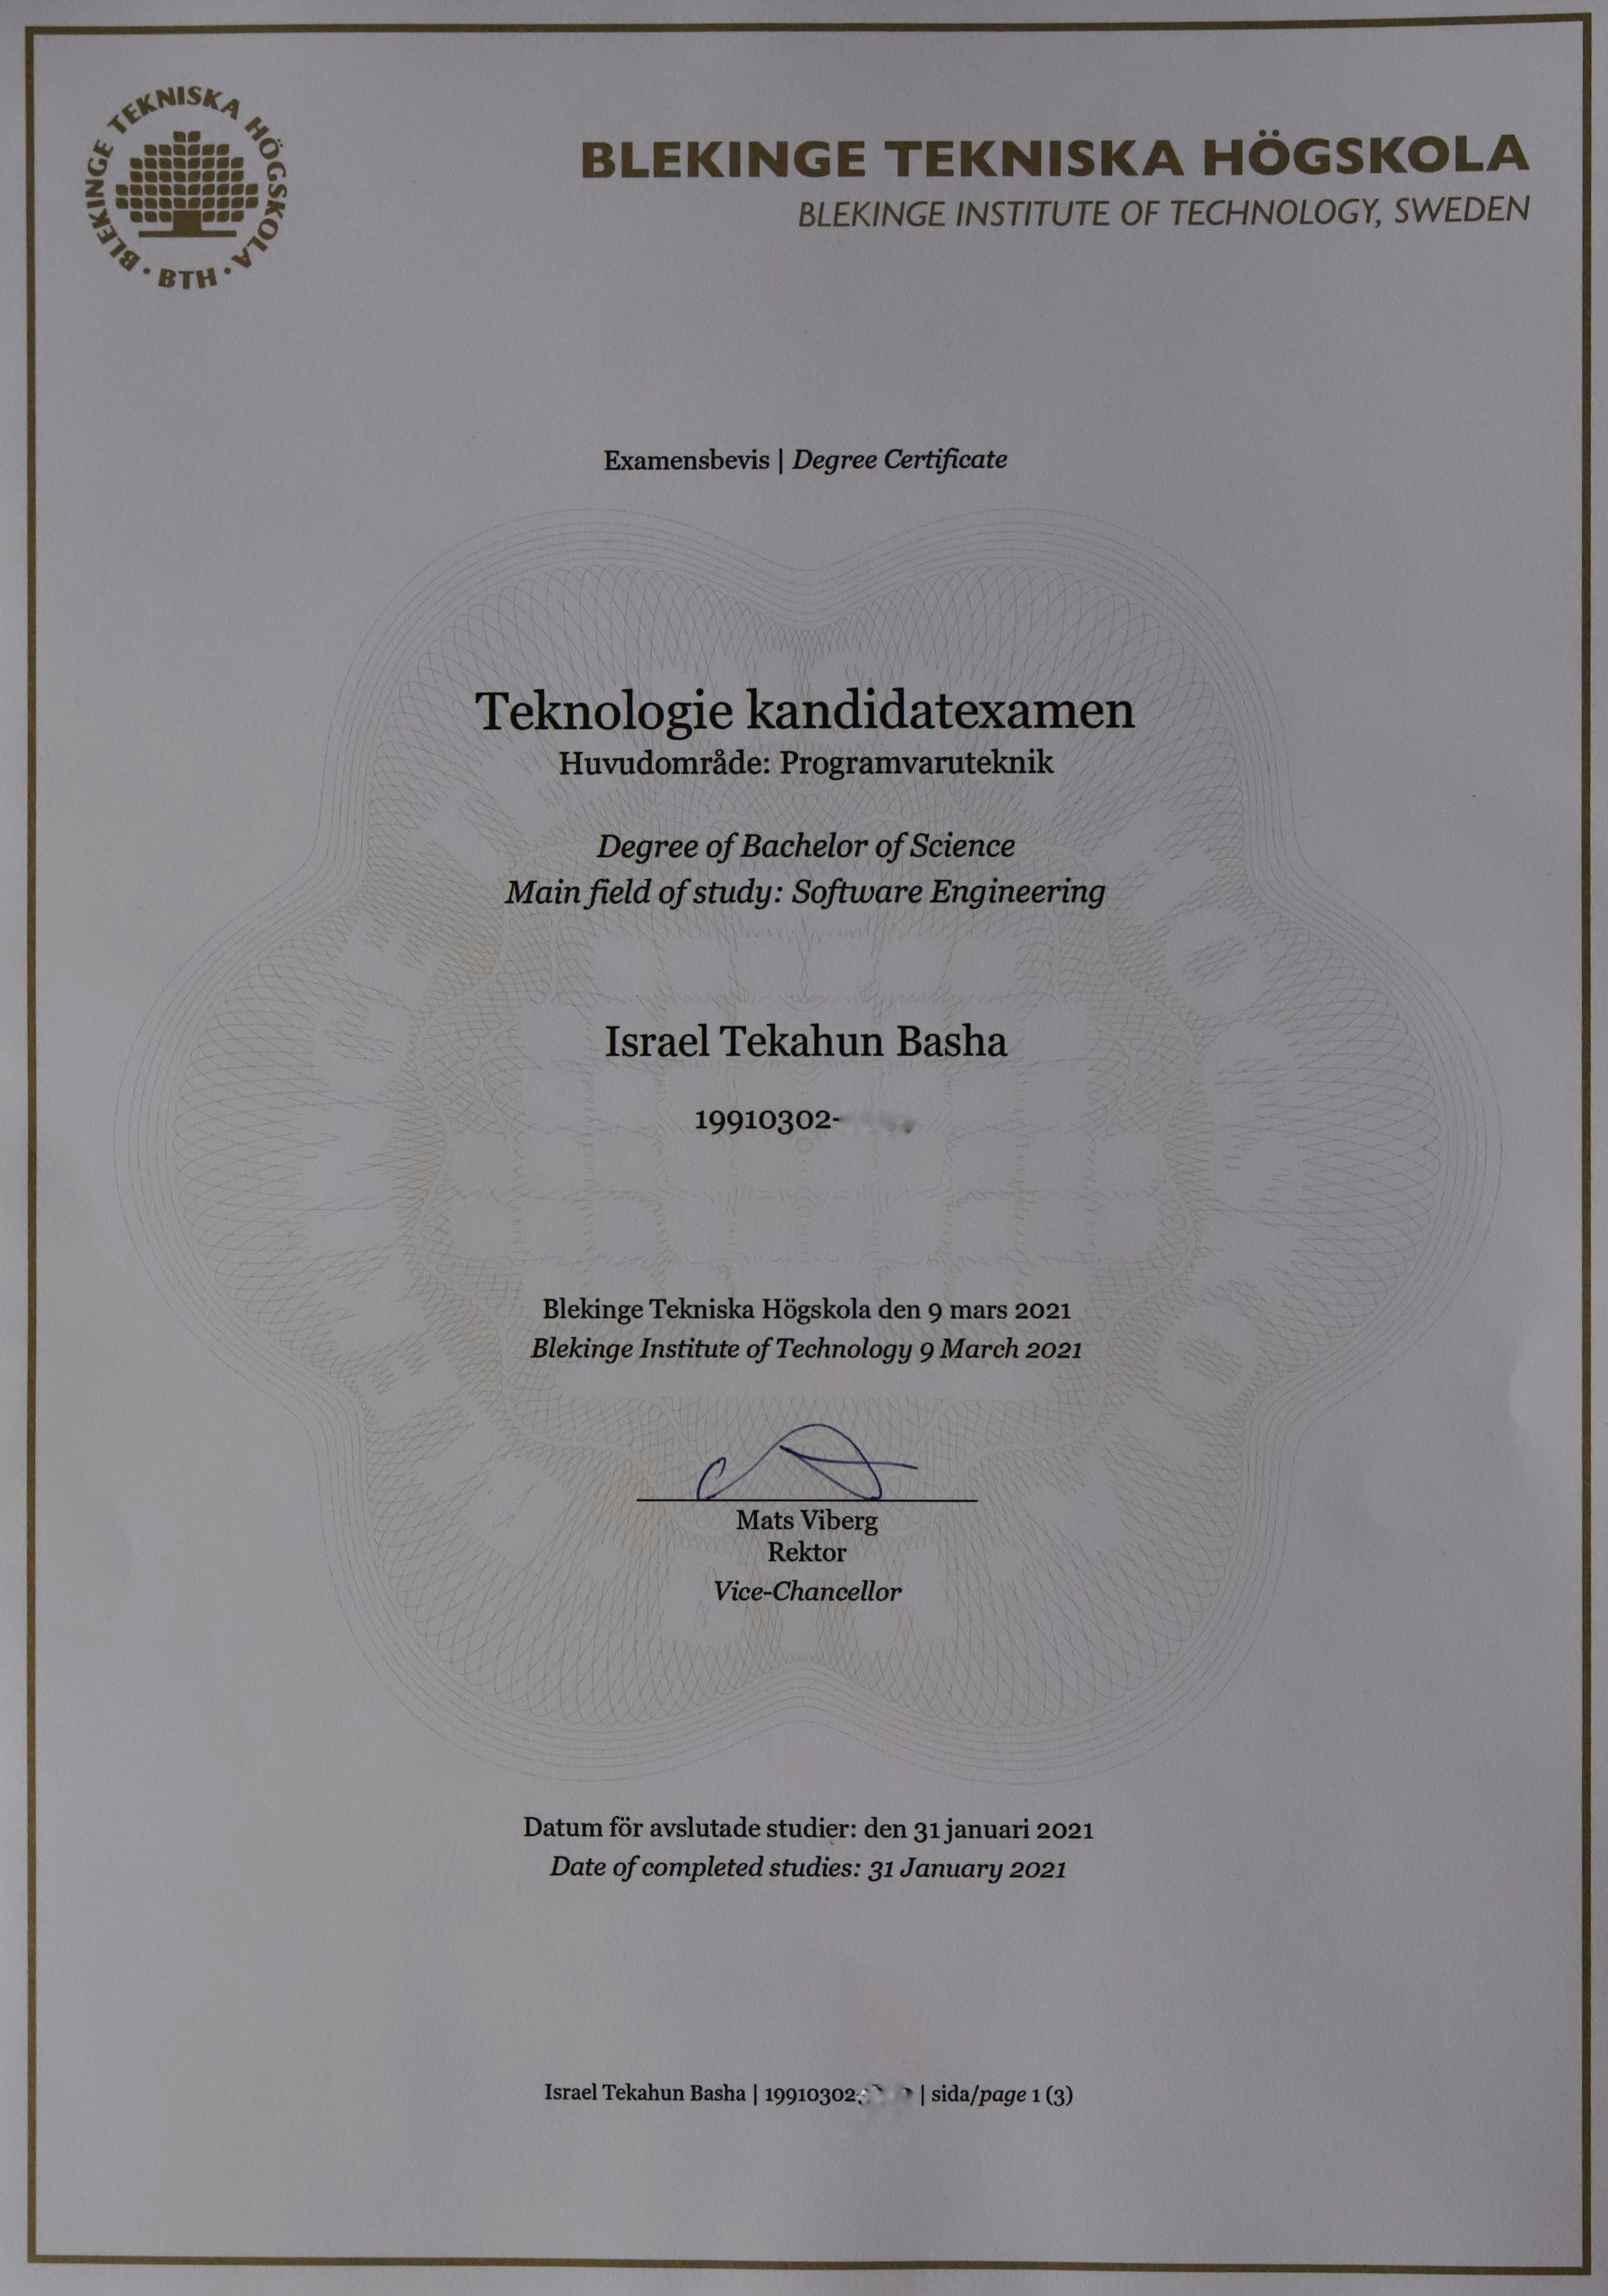 BLEKINGE TEKNISKA HÖGSKOLA · BTH ·
BLEKINGE TEKNISKA HÖGSKOLA
BLEKINGE INSTITUTE OF TECHNOLOGY, SWEDEN
Examensbevis | Degree Certificate
Teknologie kandidatexamen
Huvudområde: Programvaruteknik
Degree of Bachelor of Science
Main field of study: Software Engineering
Israel Tekahun Basha
19910302-
Blekinge Tekniska Högskola den 9 mars 2021
Blekinge Institute of Technology 9 March 2021
Mats Viberg
Rektor
Vice-Chancellor
Datum för avslutade studier: den 31 januari 2021
Date of completed studies: 31 January 2021
Israel Tekahun Basha | 19910302- | sida/page 1 (3)